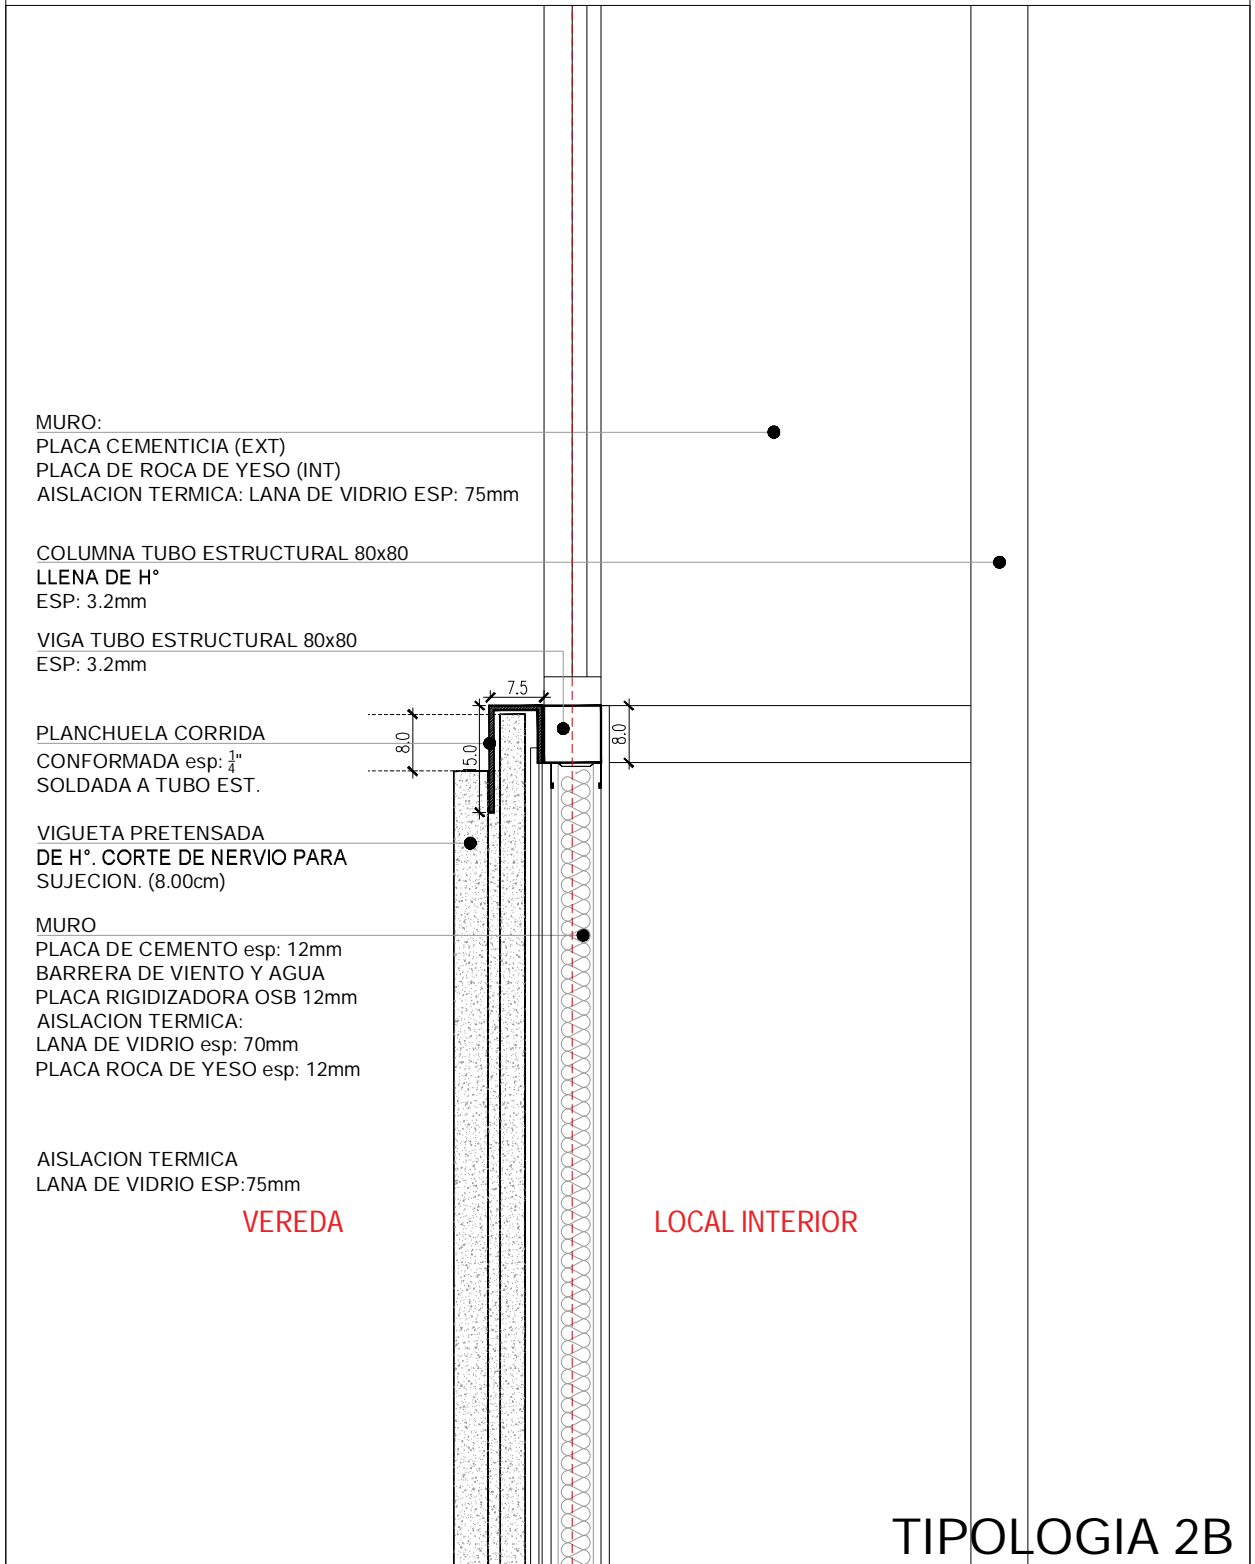 MURO:
PLACA CEMENTICIA (EXT)
PLACA DE ROCA DE YESO (INT)
AISLACION TERMICA: LANA DE VIDRIO ESP: 75mm
COLUMNA TUBO ESTRUCTURAL 80x80
LLENA DE H°
ESP: 3.2mm
VIGA TUBO ESTRUCTURAL 80x80
ESP: 3.2mm
7.5
PLANCHUELA CORRIDA
CONFORMADA esp: 1/4"
SOLDADA A TUBO EST.
8.0
15.0
8.0
VIGUETA PRETENSADA
DE H°. CORTE DE NERVIO PARA
SUJECION. (8.00cm)
MURO
PLACA DE CEMENTO esp: 12mm
BARRERA DE VIENTO Y AGUA
PLACA RIGIDIZADORA OSB 12mm
AISLACION TERMICA:
LANA DE VIDRIO esp: 70mm
PLACA ROCA DE YESO esp: 12mm
AISLACION TERMICA
LANA DE VIDRIO ESP:75mm
VEREDA
LOCAL INTERIOR
TIPOLOGIA 2B